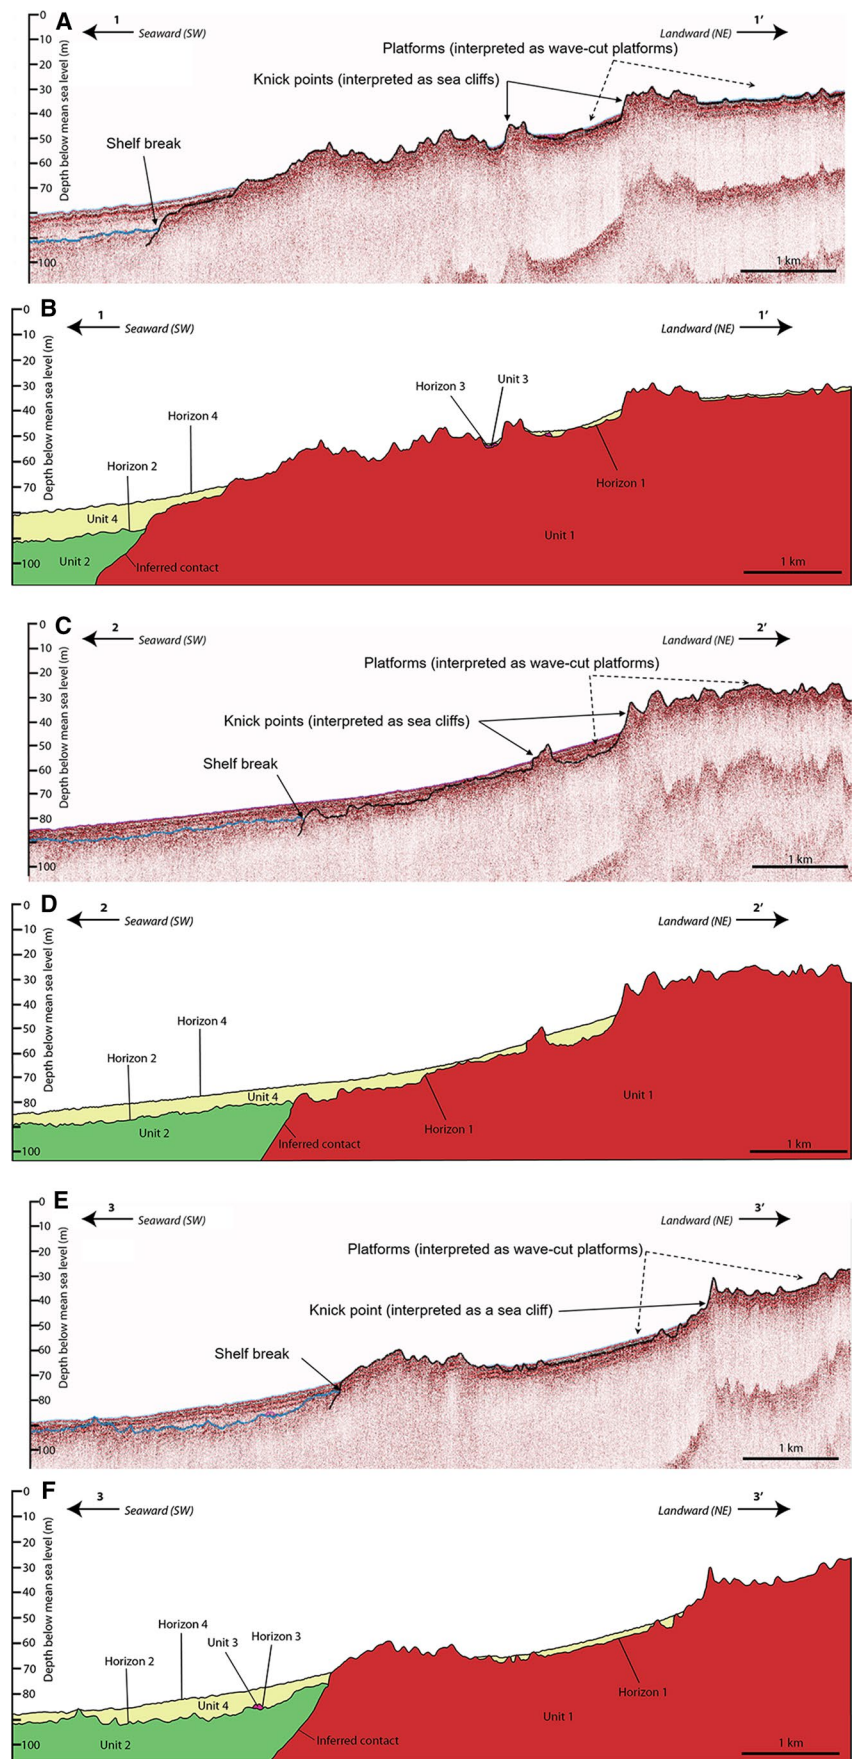 A
1
Seaward (SW)
Landward (NE)
1’
Platforms (interpreted as wave-cut platforms)
Knick points (interpreted as sea cliffs)
Shelf break
Depth below mean sea level (m)
0
10
20
30
40
50
60
70
100
1 km
B
1
Seaward (SW)
Landward (NE)
1’
Depth below mean sea level (m)
0
10
20
30
40
50
60
70
100
Horizon 3
Unit 3
Horizon 4
Horizon 2
Horizon 1
Unit 4
Unit 2
Unit 1
Inferred contact
1 km
C
2
Seaward (SW)
Landward (NE)
2’
Platforms (interpreted as wave-cut platforms)
Knick points (interpreted as sea cliffs)
Shelf break
Depth below mean sea level (m)
0
10
20
30
40
50
60
70
80
100
1 km
D
2
Seaward (SW)
Landward (NE)
2’
Depth below mean sea level (m)
0
10
20
30
40
50
60
70
80
100
Horizon 4
Horizon 2
Unit 4
Unit 1
Unit 2
Horizon 1
Inferred contact
1 km
E
3
Seaward (SW)
Landward (NE)
3’
Platforms (interpreted as wave-cut platforms)
Knick point (interpreted as a sea cliff)
Shelf break
Depth below mean sea level (m)
0
10
20
30
40
50
60
70
80
100
1 km
F
3
Seaward (SW)
Landward (NE)
3’
Depth below mean sea level (m)
0
10
20
30
40
50
60
70
80
100
Horizon 4
Unit 3
Horizon 3
Horizon 2
Horizon 1
Unit 4
Unit 1
Unit 2
Inferred contact
1 km